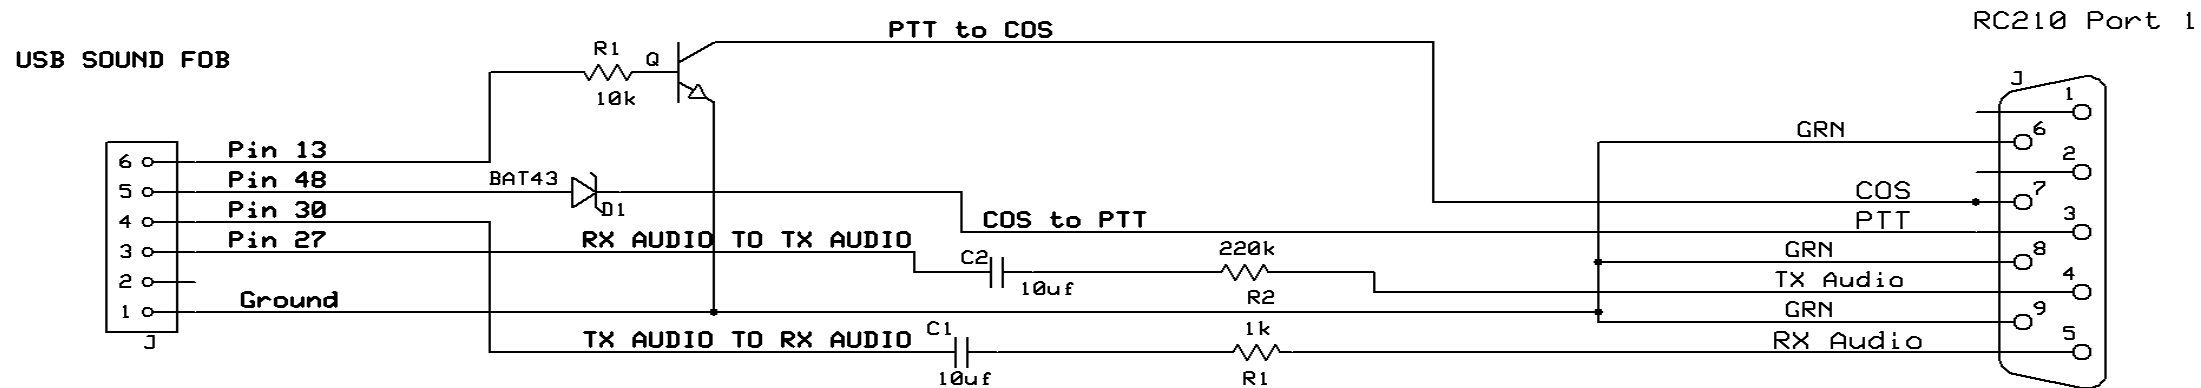 RC210 Port 1
PTT to COS
USB SOUND FOB
R1
Q
10k
J
1
GRN
6
6
Pin 13
2
5
Pin 48
BAT43
D1
COS
7
4
Pin 30
COS to PTT
PTT
3
3
Pin 27
RX AUDIO TO TX AUDIO
C2
10uf
220k
R2
GRN
8
2
TX Audio
4
1
Ground
GRN
9
J
TX AUDIO TO RX AUDIO
C1
10uf
1k
R1
RX Audio
5